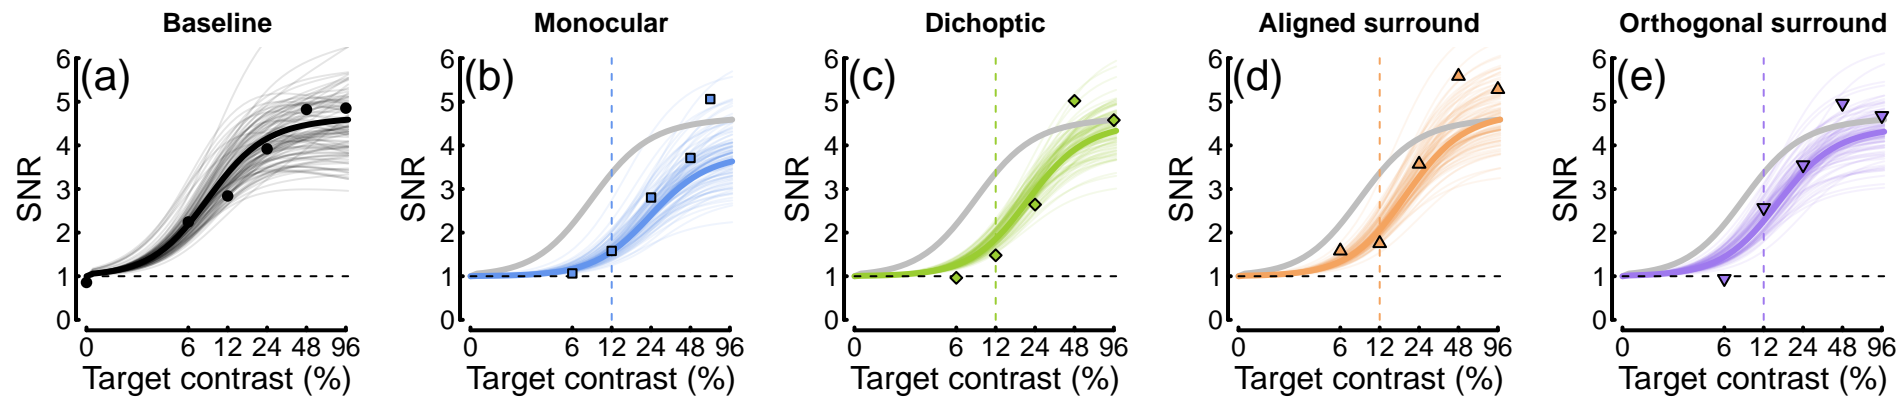 Baseline
(a)
SNR
6
5
4
3
2
1
0
0 6 12 24 48 96
Target contrast (%)
Monocular
(b)
SNR
6
5
4
3
2
1
0
0 6 12 24 48 96
Target contrast (%)
Dichoptic
(c)
SNR
6
5
4
3
2
1
0
0 6 12 24 48 96
Target contrast (%)
Aligned surround
(d)
SNR
6
5
4
3
2
1
0
0 6 12 24 48 96
Target contrast (%)
Orthogonal surround
(e)
SNR
6
5
4
3
2
1
0
0 6 12 24 48 96
Target contrast (%)